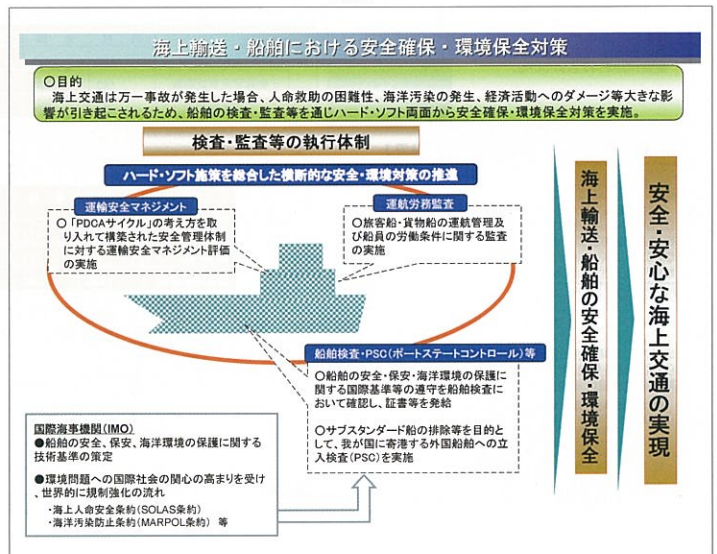 海上輸送・船舶における安全確保・環境保全対策
○目的
海上交通は万一事故が発生した場合、人命救助の困難性、海洋汚染の発生、経済活動へのダメージ等大きな影
響が引き起こされるため、船舶の検査・監査等を通じハード・ソフト両面から安全確保・環境保全対策を実施。
検査・監査等の執行体制
ハード・ソフト施策を総合した横断的な安全・環境対策の推進
運輸安全マネジメント
○「PDCAサイクル」の考え方を取
り入れて構築された安全管理体制
に対する運輸安全マネジメント評価
の実施
運航労務監査
○旅客船・貨物船の運航管理及
び船員の労働条件に関する監査
の実施
船舶検査・PSC(ポートステートコントロール)等
○船舶の安全・保安・海洋環境の保護に
関する国際基準等の遵守を船舶検査に
おいて確認し、証書等を発給
○サブスタンダード船の排除等を目的と
して、我が国に寄港する外国船舶への立
入検査(PSC)を実施
国際海事機関(IMO)
●船舶の安全、保安、海洋環境の保護に関する
技術基準の策定
●環境問題への国際社会の関心の高まりを受け
、世界的に規制強化の流れ
・海上人命安全条約(SOLAS条約)
・海洋汚染防止条約(MARPOL条約) 等
海上輸送・船舶の安全確保・環境保全
安全・安心な海上交通の実現